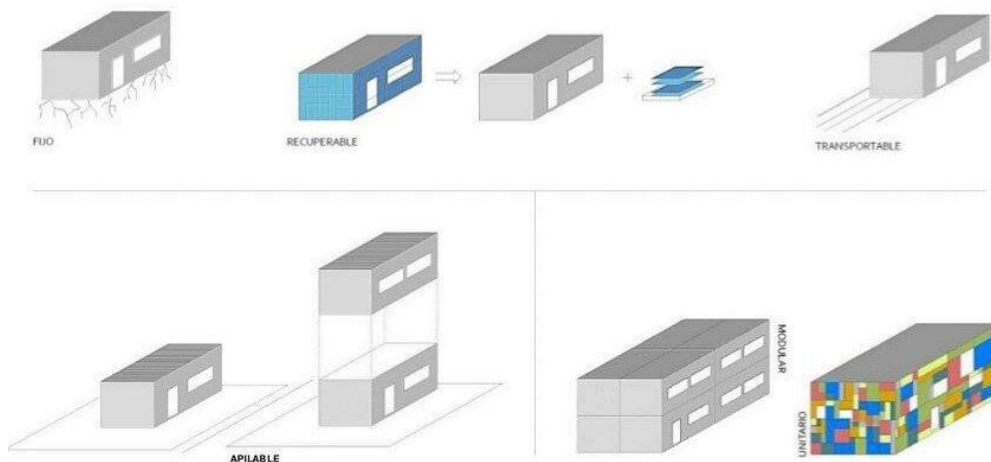 FIJO
RECUPERABLE
TRANSPORTABLE
APILABLE
MODULAR
UNITARIO